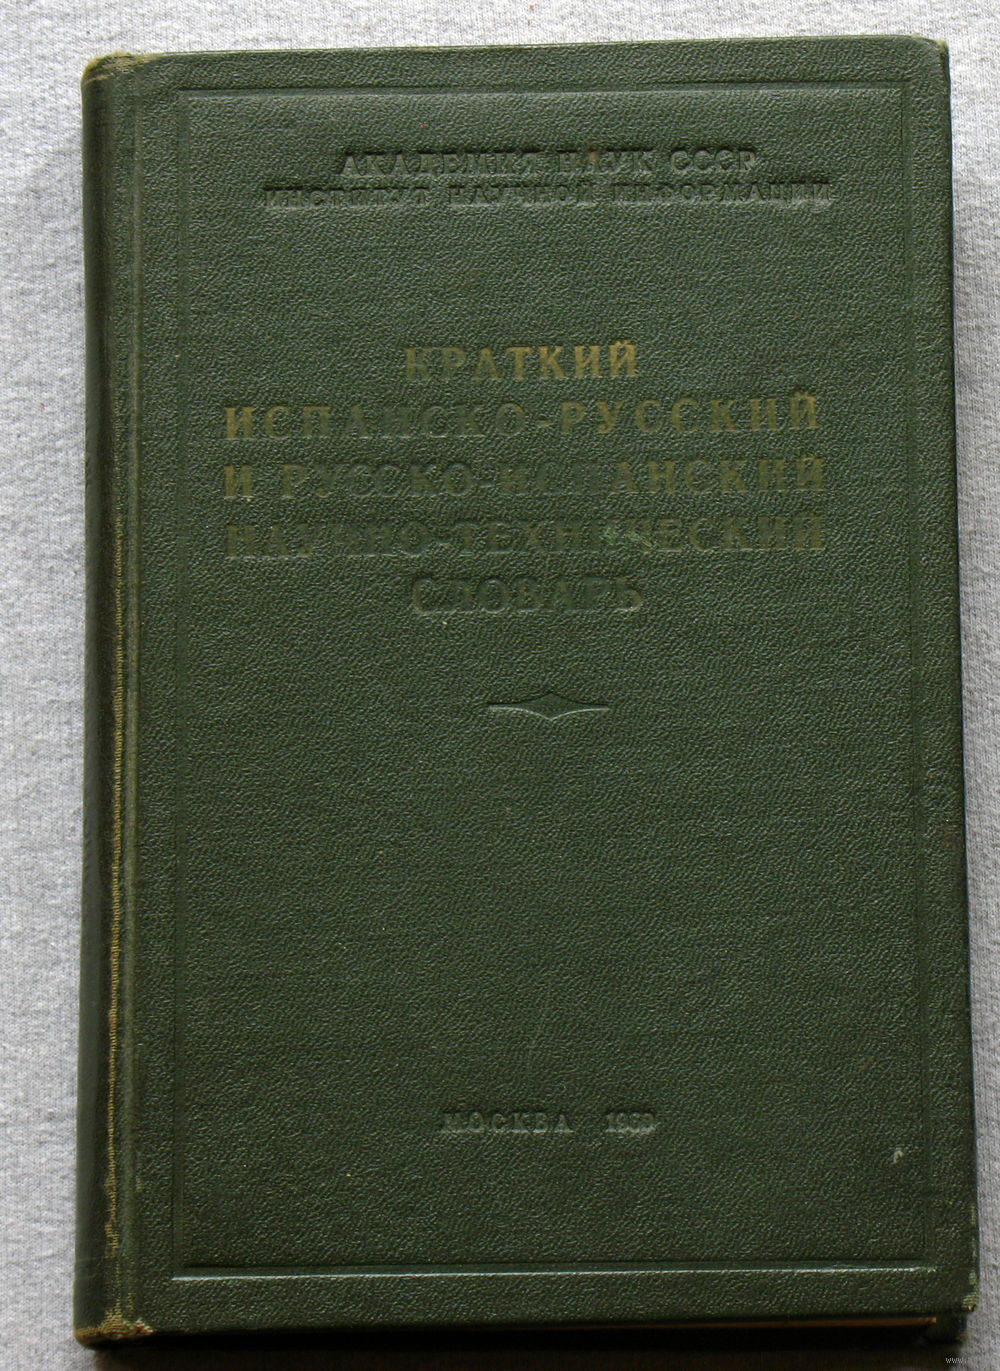 АКАДЕМИЯ НАУК СССР
ИНСТИТУТ НАУЧНОЙ ИНФОРМАЦИИ
КРАТКИЙ
ИСПАНСКО-РУССКИЙ
И РУССКО-ИСПАНСКИЙ
НАУЧНО-ТЕХНИЧЕСКИЙ
СЛОВАРЬ
МОСКВА